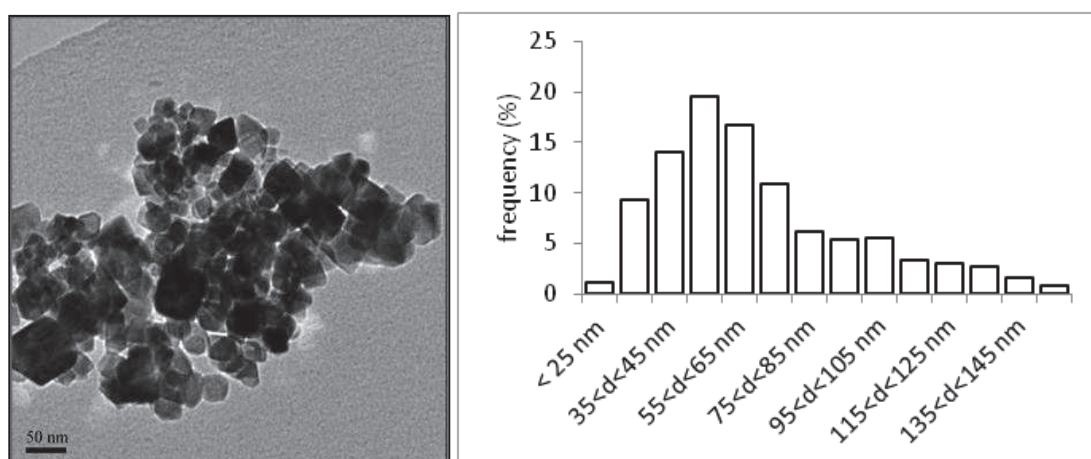 50 nm
frequency (%)
25
20
15
10
5
0
< 25 nm
35<d<45 nm
55<d<65 nm
75<d<85 nm
95<d<105 nm
115<d<125 nm
135<d<145 nm